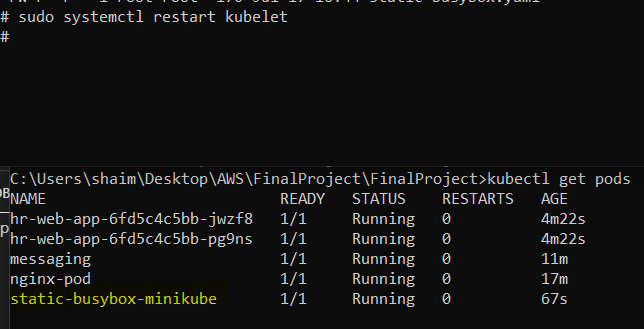 # sudo systemctl restart kubelet
#
C:\Users\shaim\Desktop\AWS\FinalProject\FinalProject>kubectl get pods
NAME READY STATUS RESTARTS AGE
hr-web-app-6fd5c4c5bb-jwzf8 1/1 Running 0 4m22s
hr-web-app-6fd5c4c5bb-pg9ns 1/1 Running 0 4m22s
messaging 1/1 Running 0 11m
nginx-pod 1/1 Running 0 17m
static-busybox-minikube 1/1 Running 0 67s